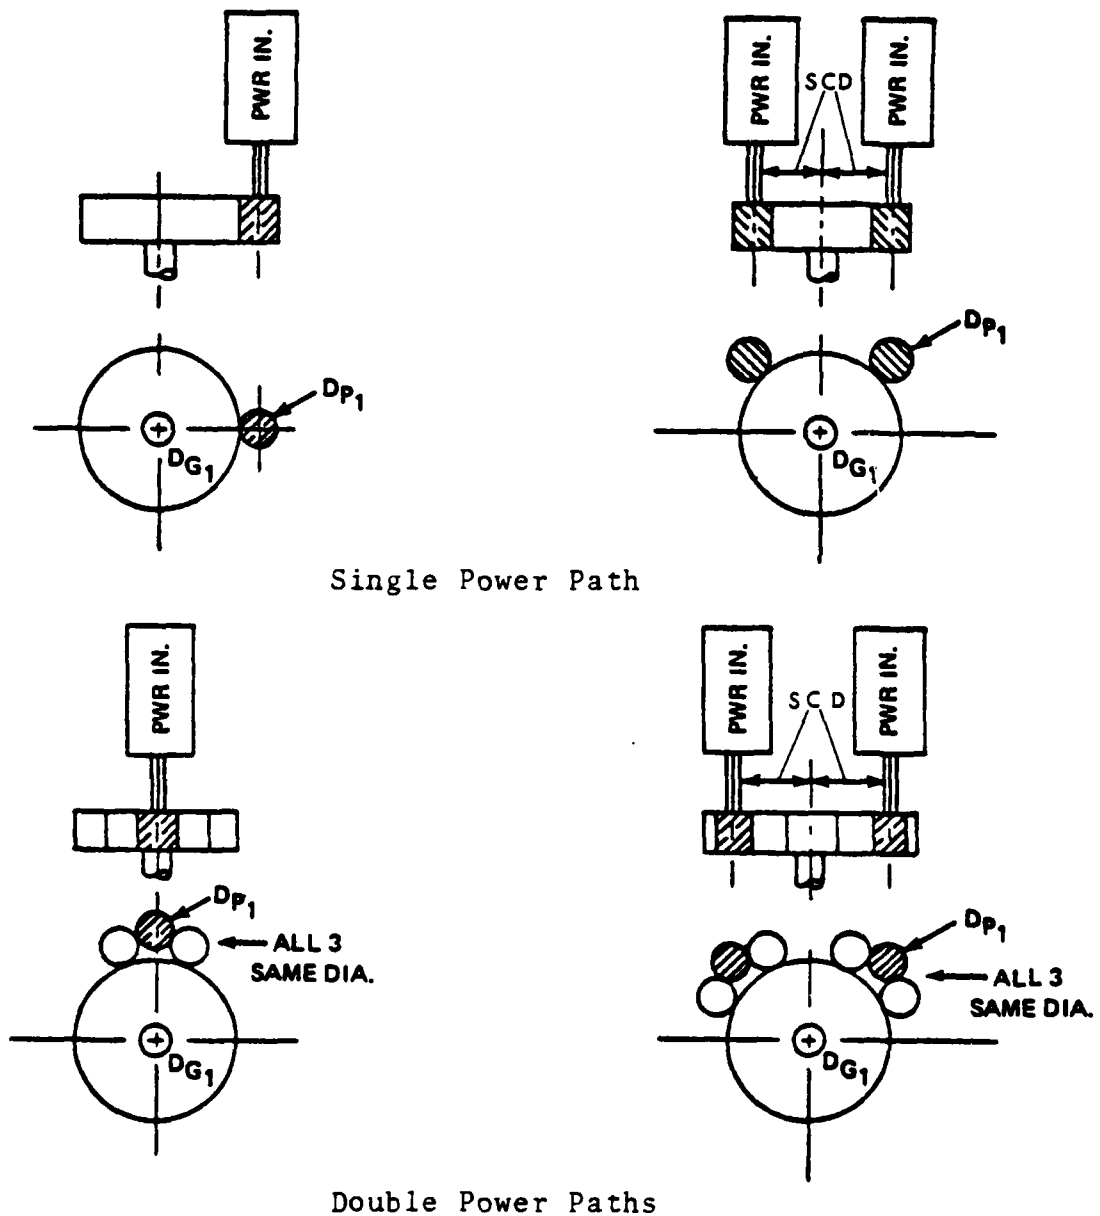 PWR IN.
PWR IN.
SCD
PWR IN.
DP1
DG1
DP1
DG1
Single Power Path
PWR IN.
PWR IN.
SCD
PWR IN.
DP1
ALL 3
SAME DIA.
DG1
DP1
ALL 3
SAME DIA.
DG1
Double Power Paths